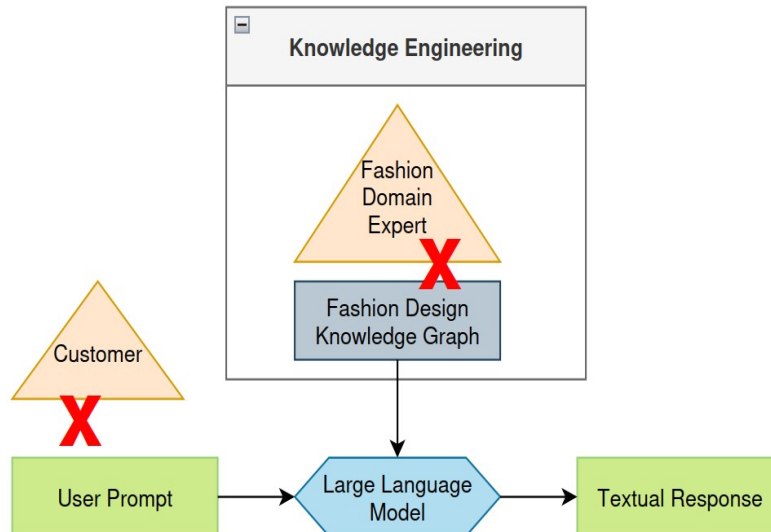 Knowledge Engineering
Fashion
Domain
Expert
X
Fashion Design
Knowledge Graph
Customer
X
User Prompt
Large Language
Model
Textual Response